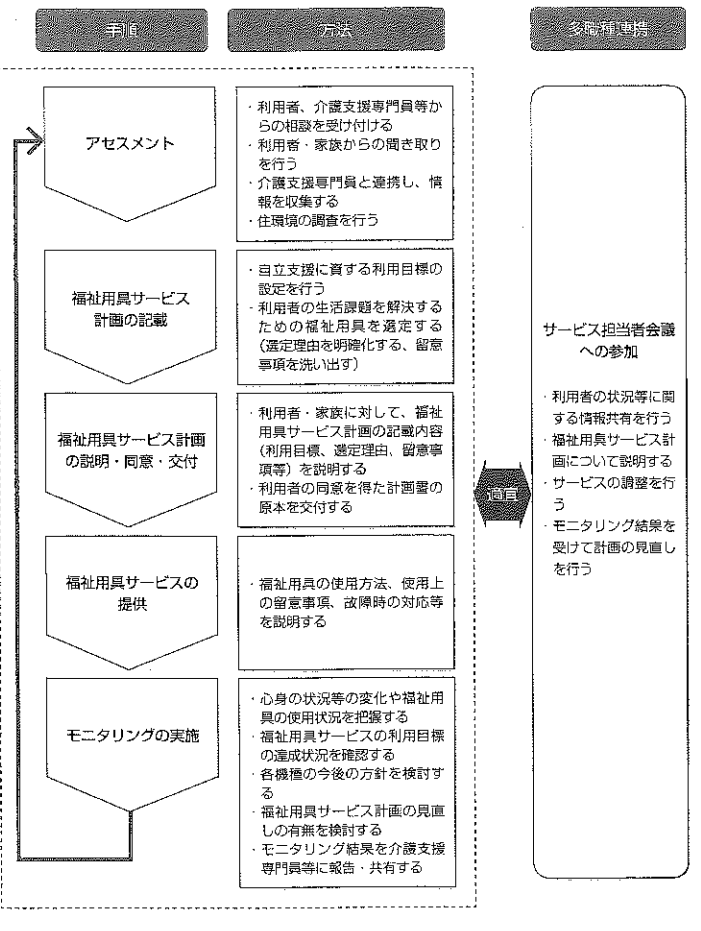 手順
方法
多職種連携
アセスメント
・利用者、介護支援専門員等か
らの相談を受け付ける
・利用者・家族からの聞き取り
を行う
・介護支援専門員と連携し、情
報を収集する
・住環境の調査を行う
福祉用具サービス
計画の記載
・自立支援に資する利用目標の
設定を行う
・利用者の生活課題を解決する
ための福祉用具を選定する
(選定理由を明確化する、留意
事項を洗い出す)
福祉用具サービス計画
の説明・同意・交付
・利用者・家族に対して、福祉
用具サービス計画の記載内容
(利用目標、選定理由、留意事
項等)を説明する
・利用者の同意を得た計画書の
原本を交付する
福祉用具サービスの
提供
・福祉用具の使用方法、使用上
の留意事項、故障時の対応等
を説明する
モニタリングの実施
・心身の状況等の変化や福祉用
具の使用状況を把握する
・福祉用具サービスの利用目標
の達成状況を確認する
・各機種の今後の方針を検討す
る
・福祉用具サービス計画の見直
しの有無を検討する
・モニタリング結果を介護支援
専門員等に報告・共有する
適宜
サービス担当者会議
への参加
・利用者の状況等に関
する情報共有を行う
・福祉用具サービス計
画について説明する
・サービスの調整を行
う
・モニタリング結果を
受けて計画の見直し
を行う